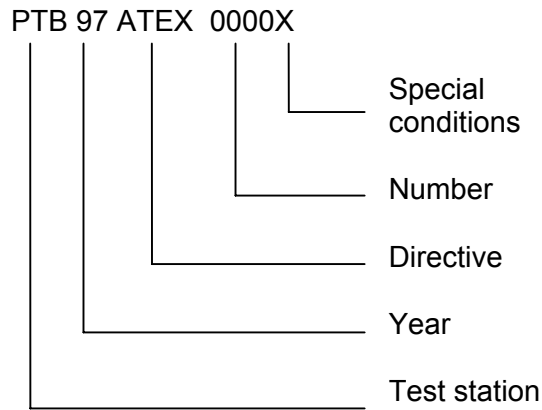 PTB 97 ATEX 0000X
Special
conditions
Number
Directive
Year
Test station